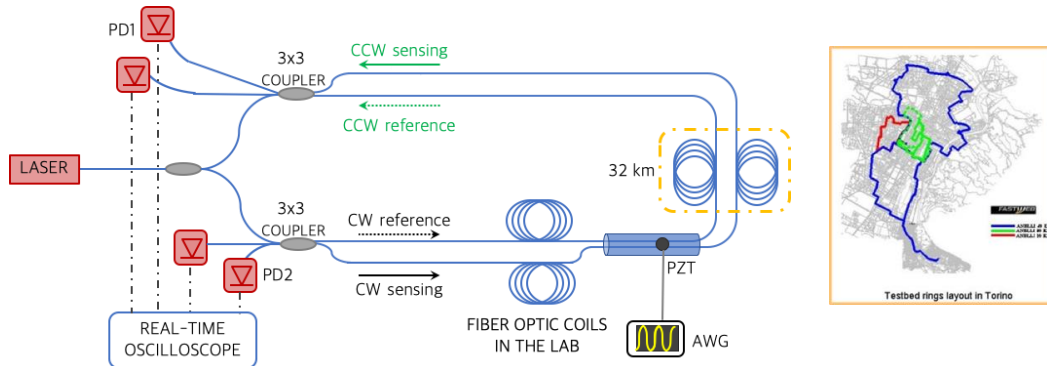 PD1
3x3
COUPLER
CCW sensing
CCW reference
LASER
32 km
3x3
COUPLER
CW reference
PD2
CW sensing
PZT
REAL-TIME
OSCILLOSCOPE
FIBER OPTIC COILS
IN THE LAB
AWG
FASTWEB
Testbed rings layout in Torino